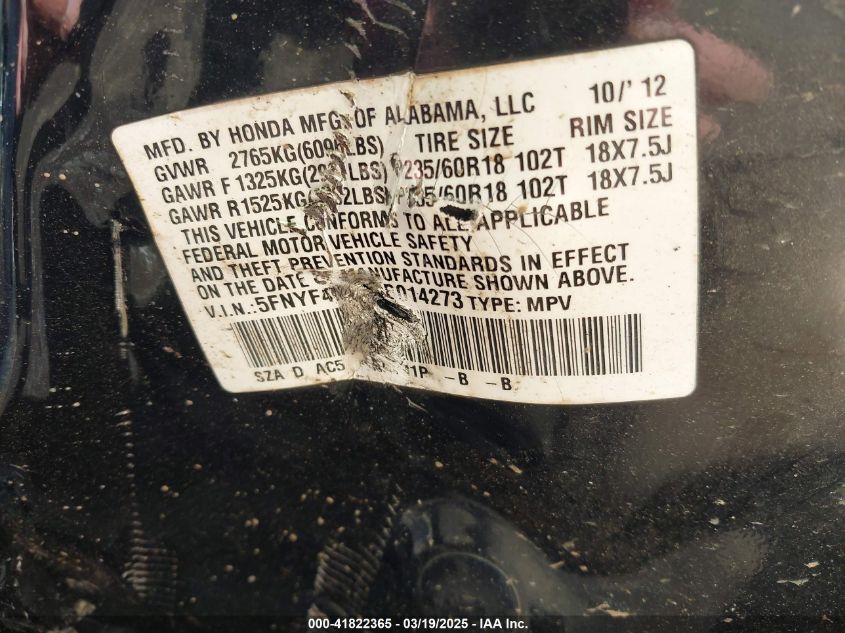 MFD. BY HONDA MFG. OF ALABAMA, LLC 10/' 12
GVWR 2765KG( LBS) TIRE SIZE RIM SIZE
GAWR F 1325KG( LBS) 235/60R18 102T 18X7.5J
GAWR R1525KG( LBS) /60R18 102T 18X7.5J
THIS VEHICLE CONFORMS TO ALL APPLICABLE
FEDERAL MOTOR VEHICLE SAFETY
AND THEFT PREVENTION STANDARDS IN EFFECT
ON THE DATE OF MANUFACTURE SHOWN ABOVE.
V.I.N.:5FNYF4 014273 TYPE: MPV
SZA D AC5 1P -B -B
000-41822365 - 03/19/2025 - IAA Inc.